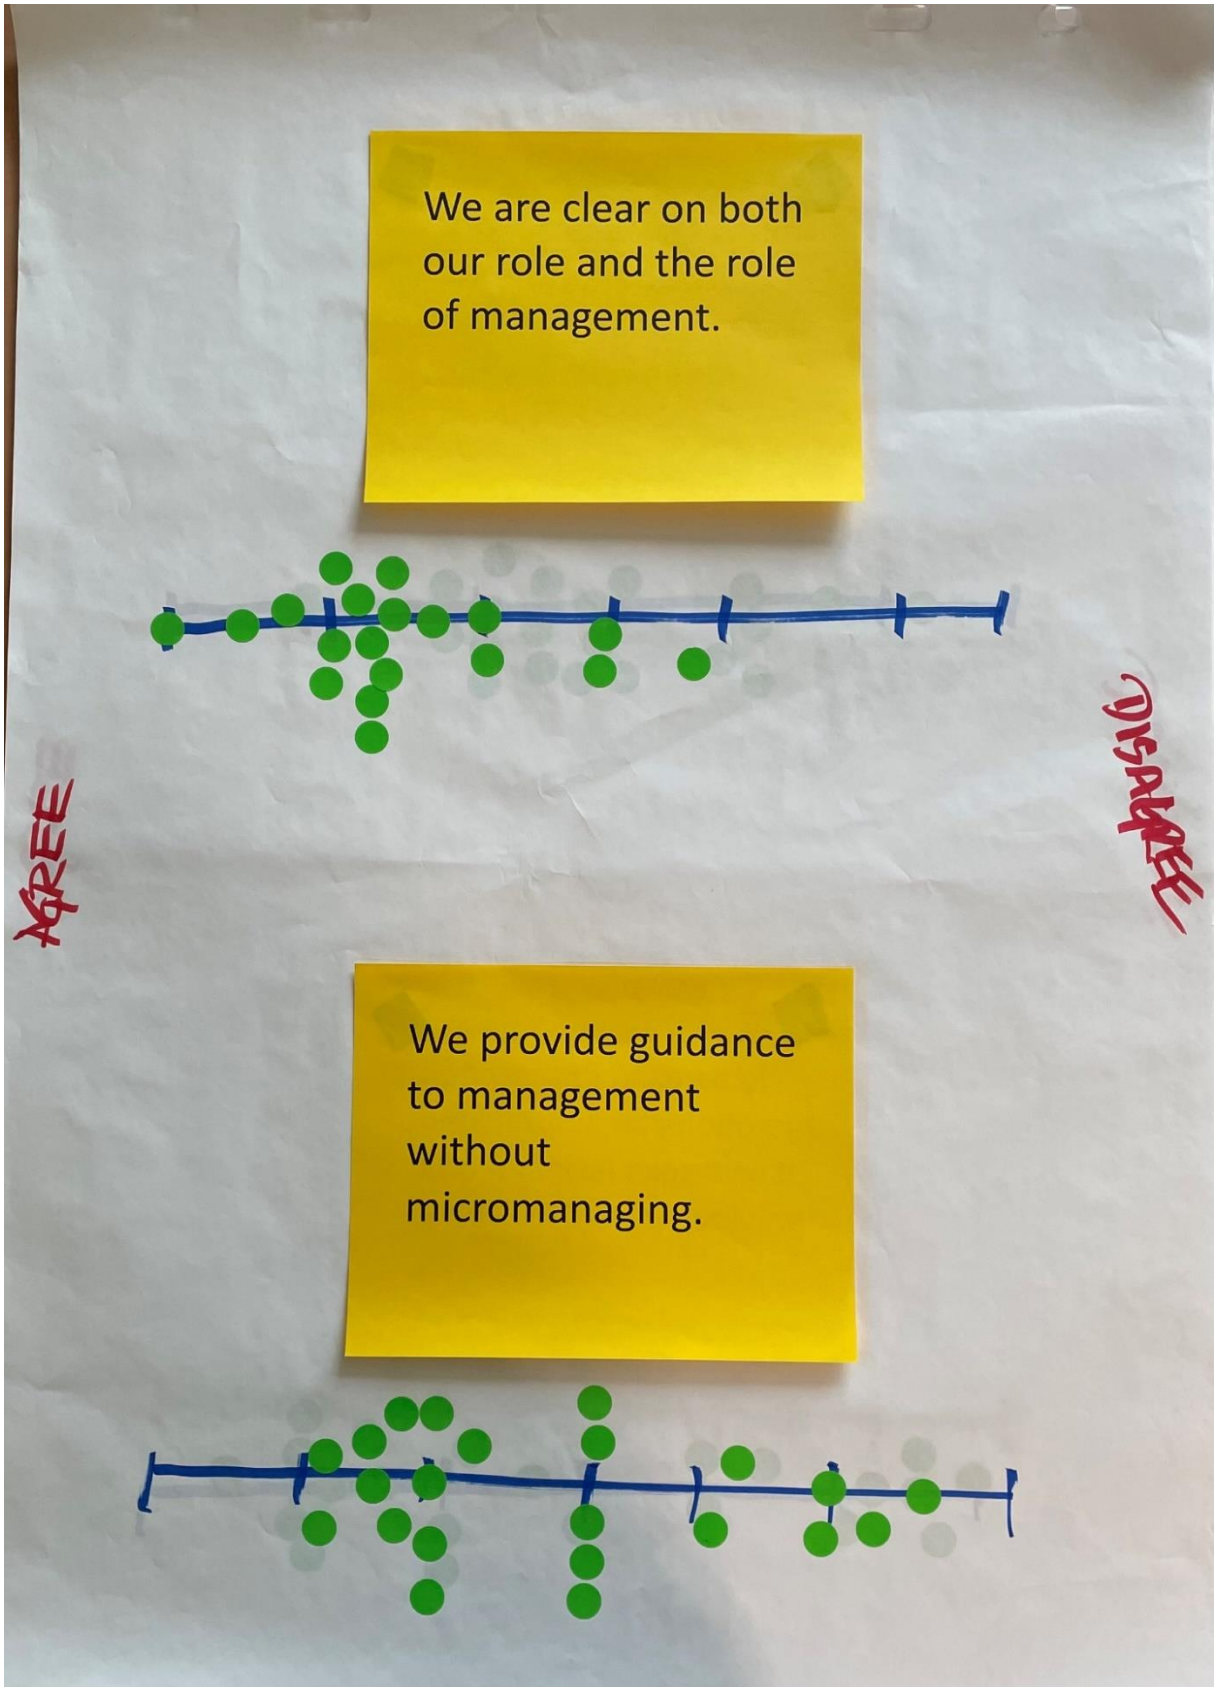 We are clear on both
our role and the role
of management.
AGREE
DISAGREE
We provide guidance
to management
without
micromanaging.